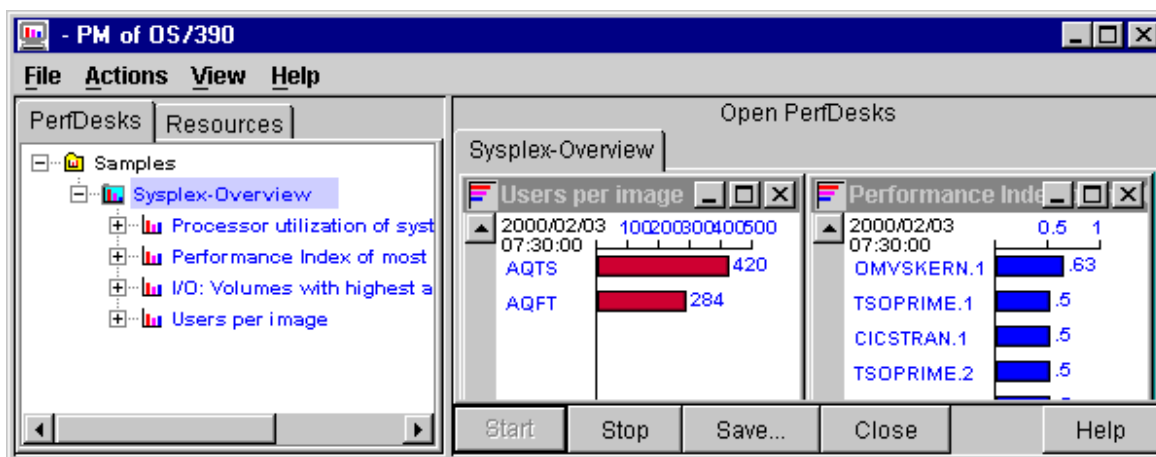 - PM of OS/390
File Actions View Help
PerfDesks Resources
Samples
Sysplex-Overview
Processor utilization of syst
Performance Index of most
I/O: Volumes with highest a
Users per image
Open PerfDesks
Sysplex-Overview
Users per image
2000/02/03
07:30:00
100 200 300 400 500
AQTS 420
AQFT 284
Performance Inde
2000/02/03
07:30:00
0.5 1
OMVSKERN.1 .63
TSOPRIME.1 .5
CICSTRAN.1 .5
TSOPRIME.2 .5
Start Stop Save... Close Help